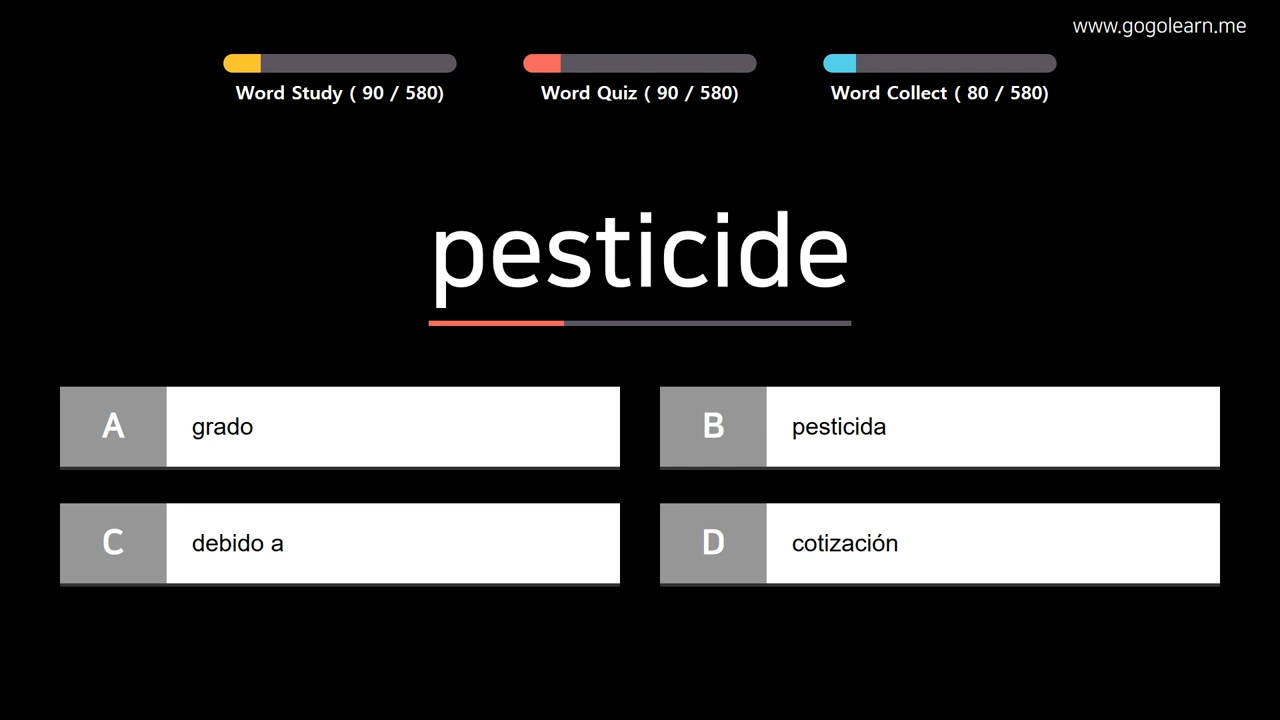 www.gogolearn.me
Word Study ( 90 / 580)
Word Quiz ( 90 / 580)
Word Collect ( 80 / 580)
pesticide
A grado
B pesticida
C debido a
D cotización